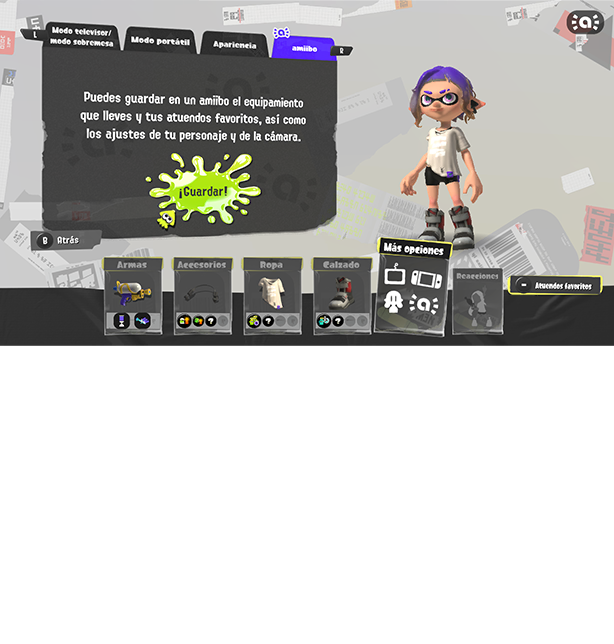 L
Modo televisor/
modo sobremesa
Modo portátil
Apariencia
amiibo
R
Puedes guardar en un amiibo el equipamiento
que lleves y tus atuendos favoritos, así como
los ajustes de tu personaje y de la cámara.
¡Guardar!
B Atrás
Armas
Accesorios
Ropa
Calzado
Más opciones
Reacciones
Atuendos favoritos